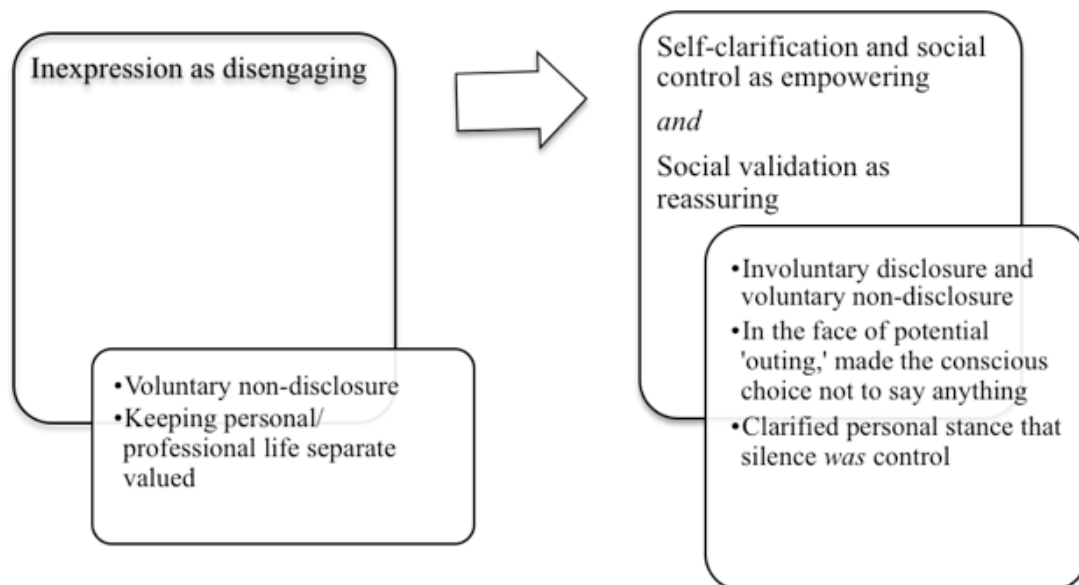 Inexpression as disengaging
•Voluntary non-disclosure
•Keeping personal/
professional life separate
valued
Self-clarification and social
control as empowering
and
Social validation as
reassuring
•Involuntary disclosure and
voluntary non-disclosure
•In the face of potential
'outing,' made the conscious
choice not to say anything
•Clarified personal stance that
silence was control